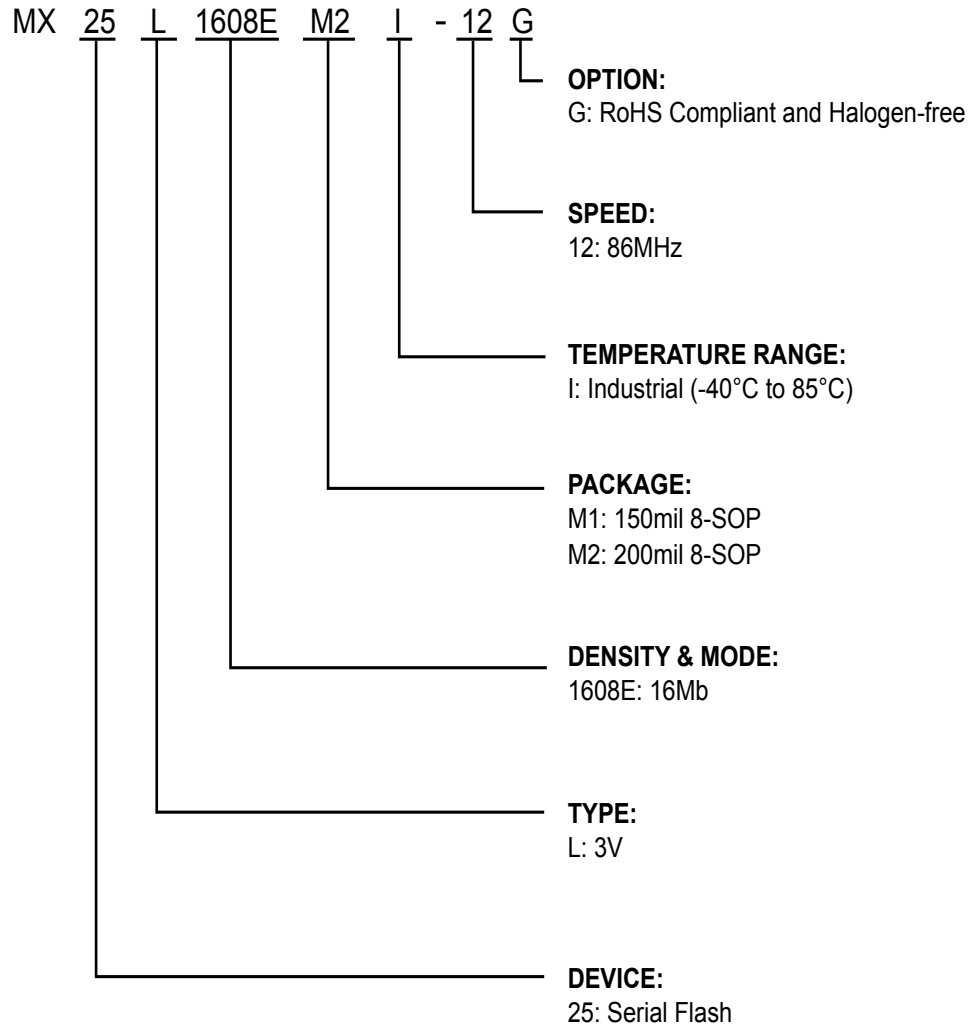 MX 25 L 1608E M2 I - 12 G
OPTION:
G: RoHS Compliant and Halogen-free
SPEED:
12: 86MHz
TEMPERATURE RANGE:
I: Industrial (-40°C to 85°C)
PACKAGE:
M1: 150mil 8-SOP
M2: 200mil 8-SOP
DENSITY & MODE:
1608E: 16Mb
TYPE:
L: 3V
DEVICE:
25: Serial Flash